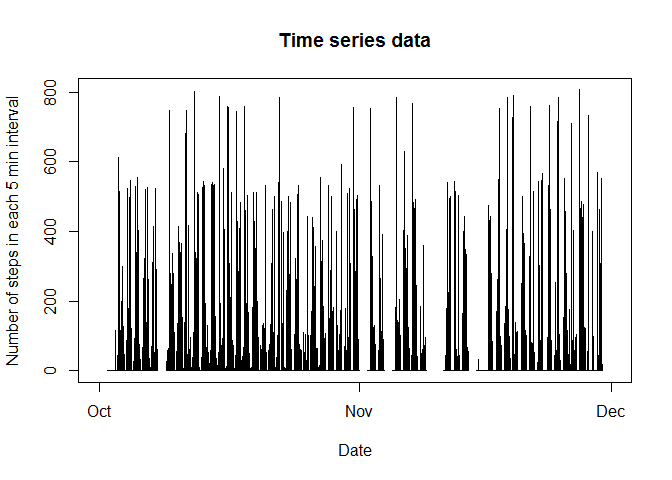 Time series data
Number of steps in each 5 min interval
800
600
400
200
0
Oct
Nov
Dec
Date